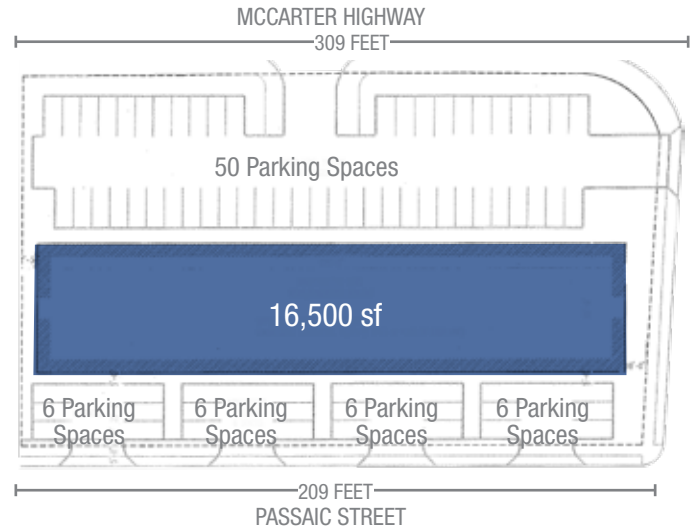 MCCARTER HIGHWAY
309 FEET
50 Parking Spaces
16,500 sf
6 Parking
Spaces
6 Parking
Spaces
6 Parking
Spaces
6 Parking
Spaces
209 FEET
PASSAIC STREET